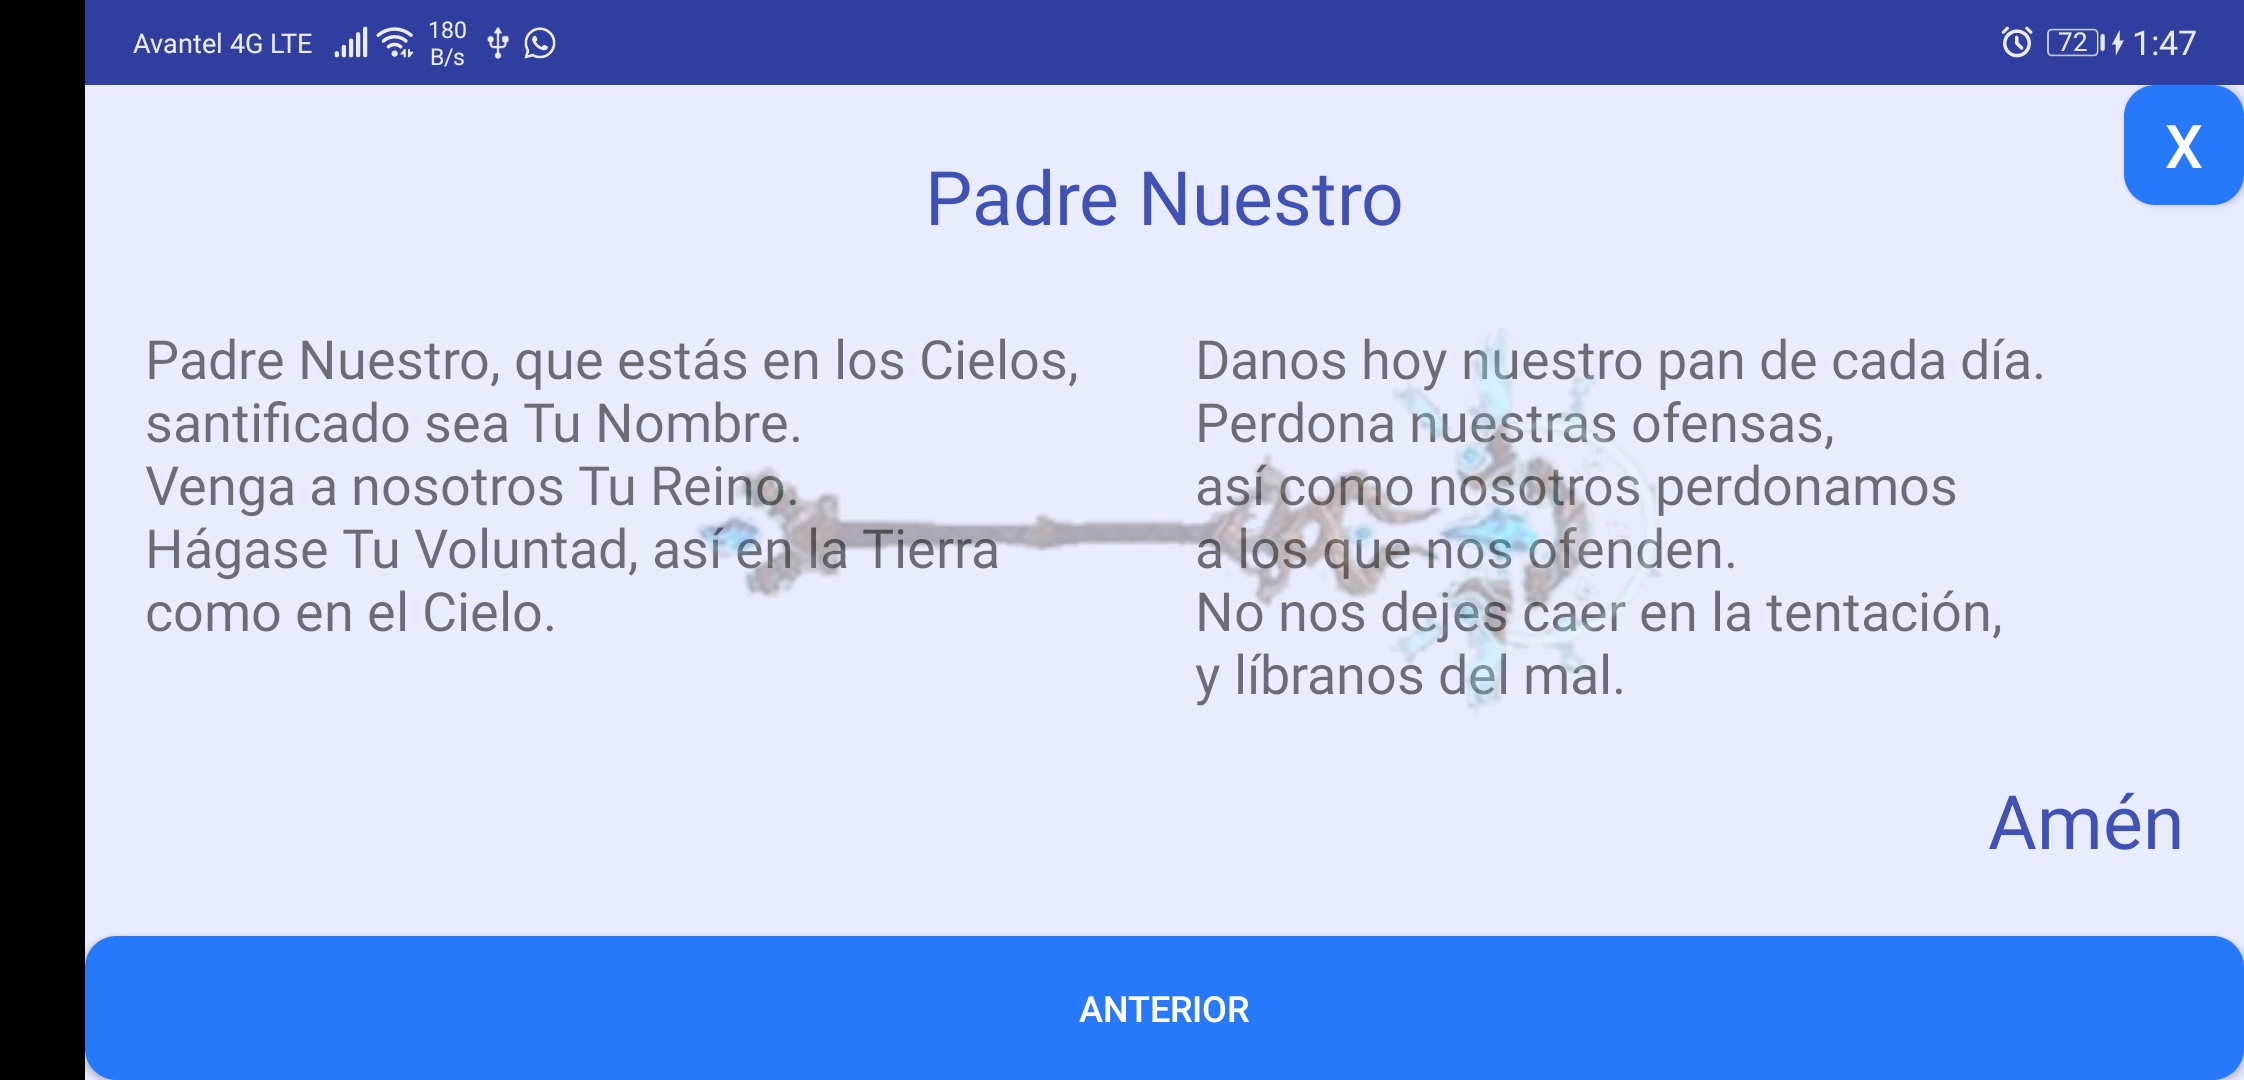 Avantel 4G LTE 180 B/s 72 1:47
X
Padre Nuestro
Padre Nuestro, que estás en los Cielos,
santificado sea Tu Nombre.
Venga a nosotros Tu Reino.
Hágase Tu Voluntad, así en la Tierra
como en el Cielo.
Danos hoy nuestro pan de cada día.
Perdona nuestras ofensas,
así como nosotros perdonamos
a los que nos ofenden.
No nos dejes caer en la tentación,
y líbranos del mal.
Amén
ANTERIOR